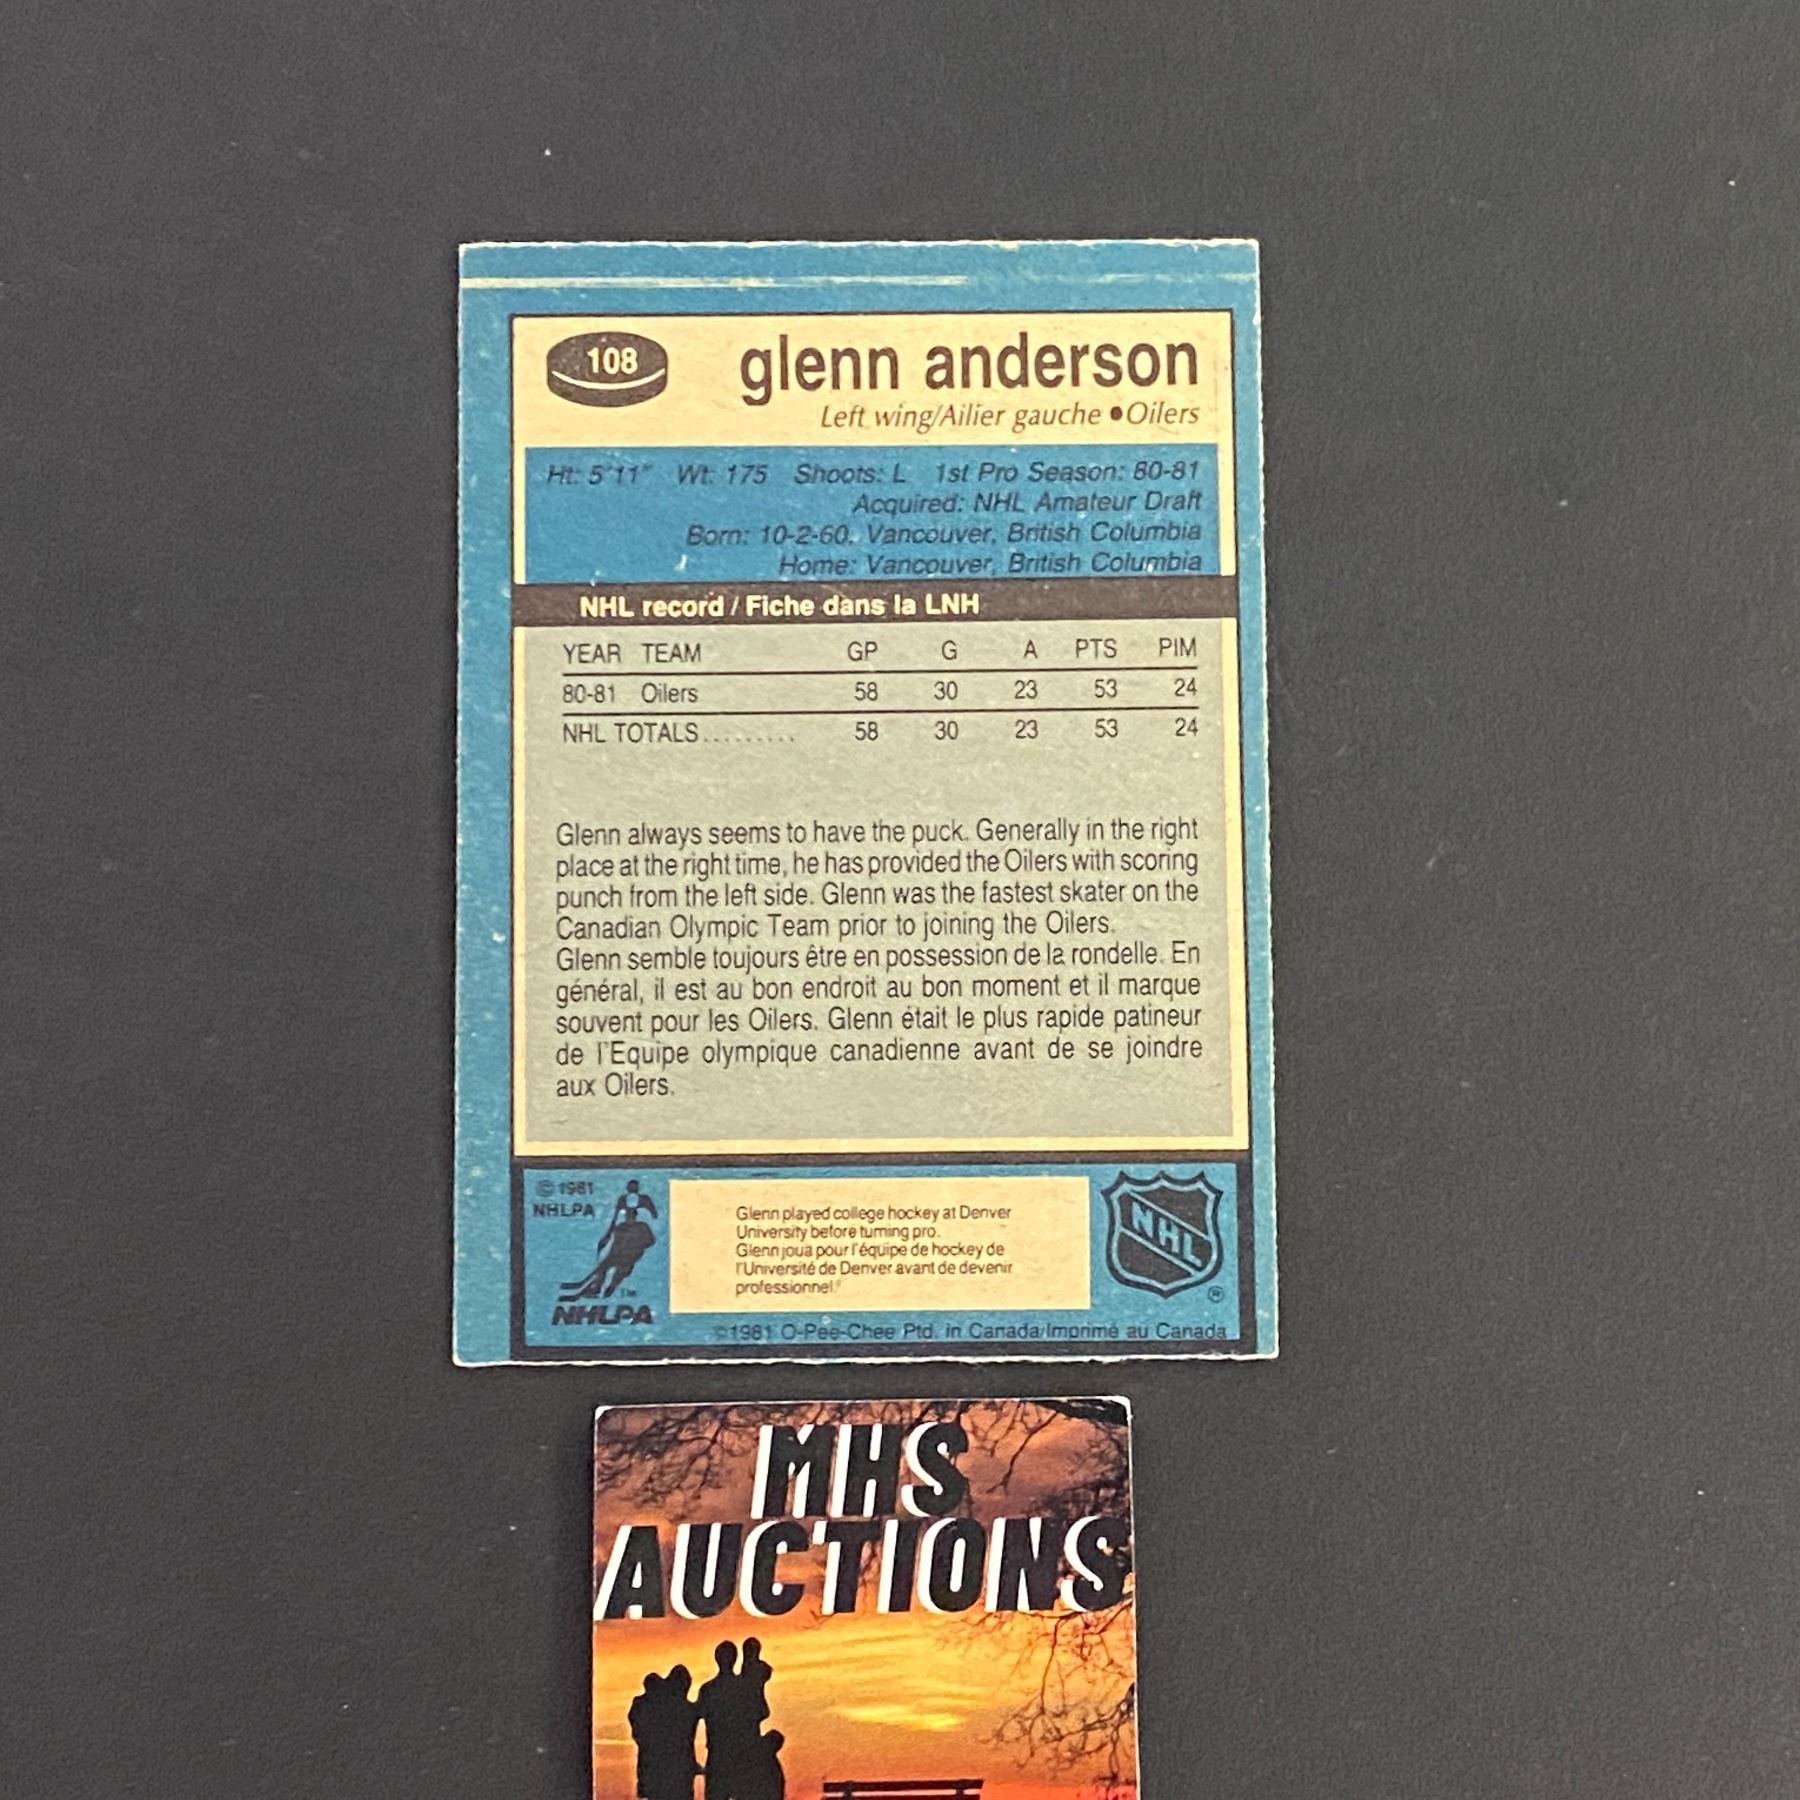 108
glenn anderson
Left wing/Ailier gauche ● Oilers
Ht: 5'11" Wt: 175 Shoots: L 1st Pro Season: 80-81
Acquired: NHL Amateur Draft
Born: 10-2-60, Vancouver, British Columbia
Home: Vancouver, British Columbia
NHL record / Fiche dans la LNH
YEAR TEAM GP G A PTS PIM
80-81 Oilers 58 30 23 53 24
NHL TOTALS......... 58 30 23 53 24
Glenn always seems to have the puck. Generally in the right
place at the right time, he has provided the Oilers with scoring
punch from the left side. Glenn was the fastest skater on the
Canadian Olympic Team prior to joining the Oilers.
Glenn semble toujours être en possession de la rondelle. En
général, il est au bon endroit au bon moment et il marque
souvent pour les Oilers. Glenn était le plus rapide patineur
de l'Equipe olympique canadienne avant de se joindre
aux Oilers.
© 1981
NHLPA
TM
NHLPA
Glenn played college hockey at Denver
University before turning pro.
Glenn joua pour l'équipe de hockey de
l'Université de Denver avant de devenir
professionnel.
NHL
®
©1981 O-Pee-Chee Ptd. in Canada/Imprimé au Canada
MHS
AUCTIONS